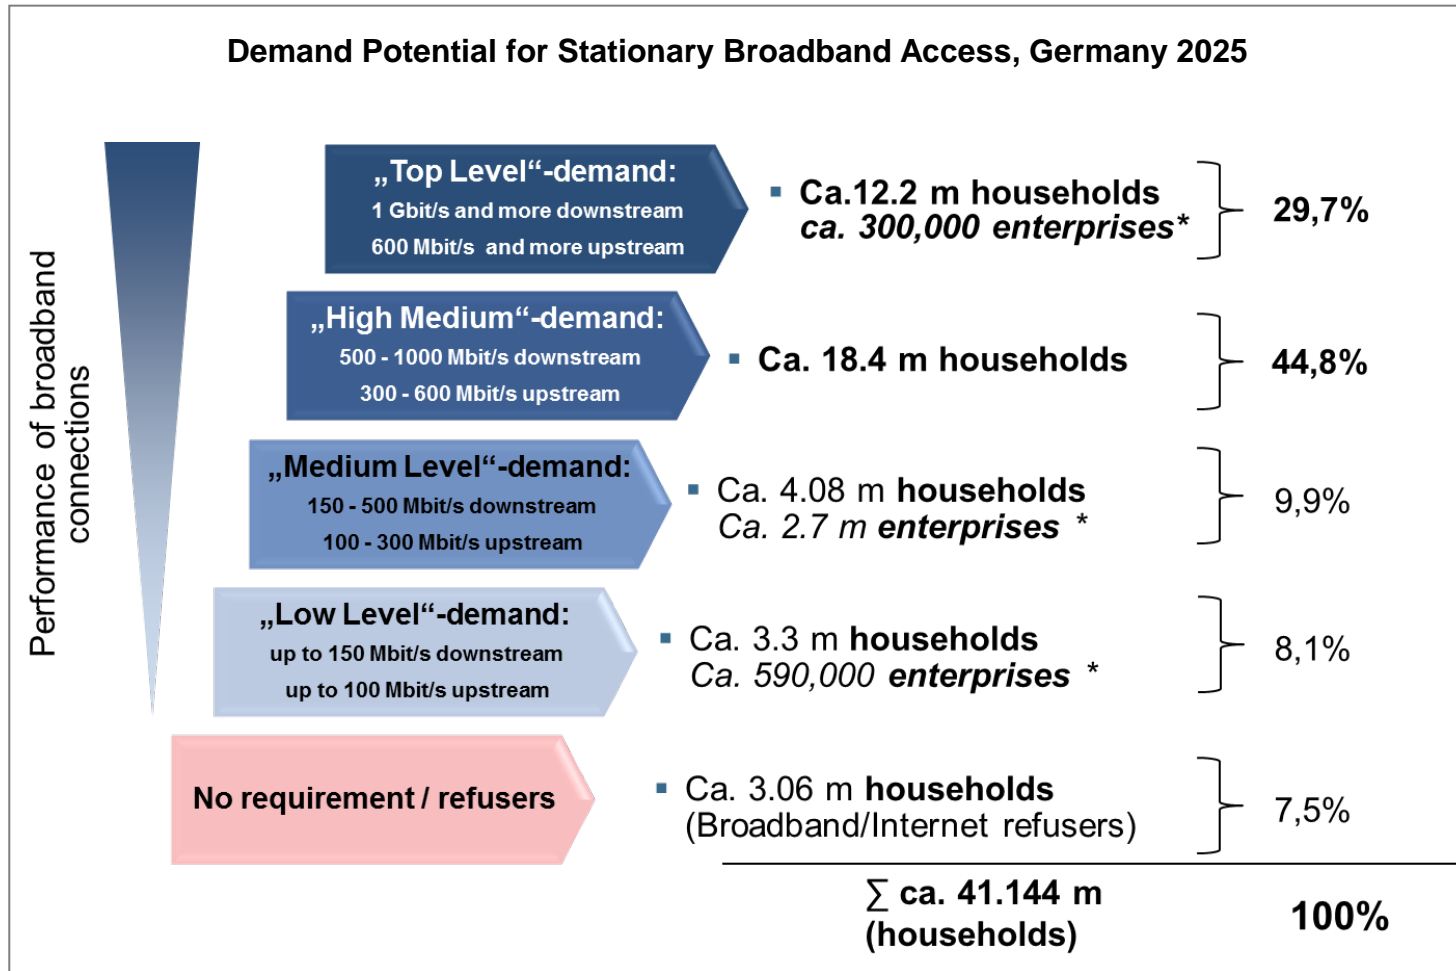 Demand Potential for Stationary Broadband Access, Germany 2025
Performance of broadband
connections
„Top Level“-demand:
1 Gbit/s and more downstream
600 Mbit/s and more upstream
▪ Ca.12.2 m households
ca. 300,000 enterprises*
29,7%
„High Medium“-demand:
500 - 1000 Mbit/s downstream
300 - 600 Mbit/s upstream
▪ Ca. 18.4 m households
44,8%
„Medium Level“-demand:
150 - 500 Mbit/s downstream
100 - 300 Mbit/s upstream
▪ Ca. 4.08 m households
Ca. 2.7 m enterprises *
9,9%
„Low Level“-demand:
up to 150 Mbit/s downstream
up to 100 Mbit/s upstream
▪ Ca. 3.3 m households
Ca. 590,000 enterprises *
8,1%
No requirement / refusers
▪ Ca. 3.06 m households
(Broadband/Internet refusers)
7,5%
∑ ca. 41.144 m
(households)
100%